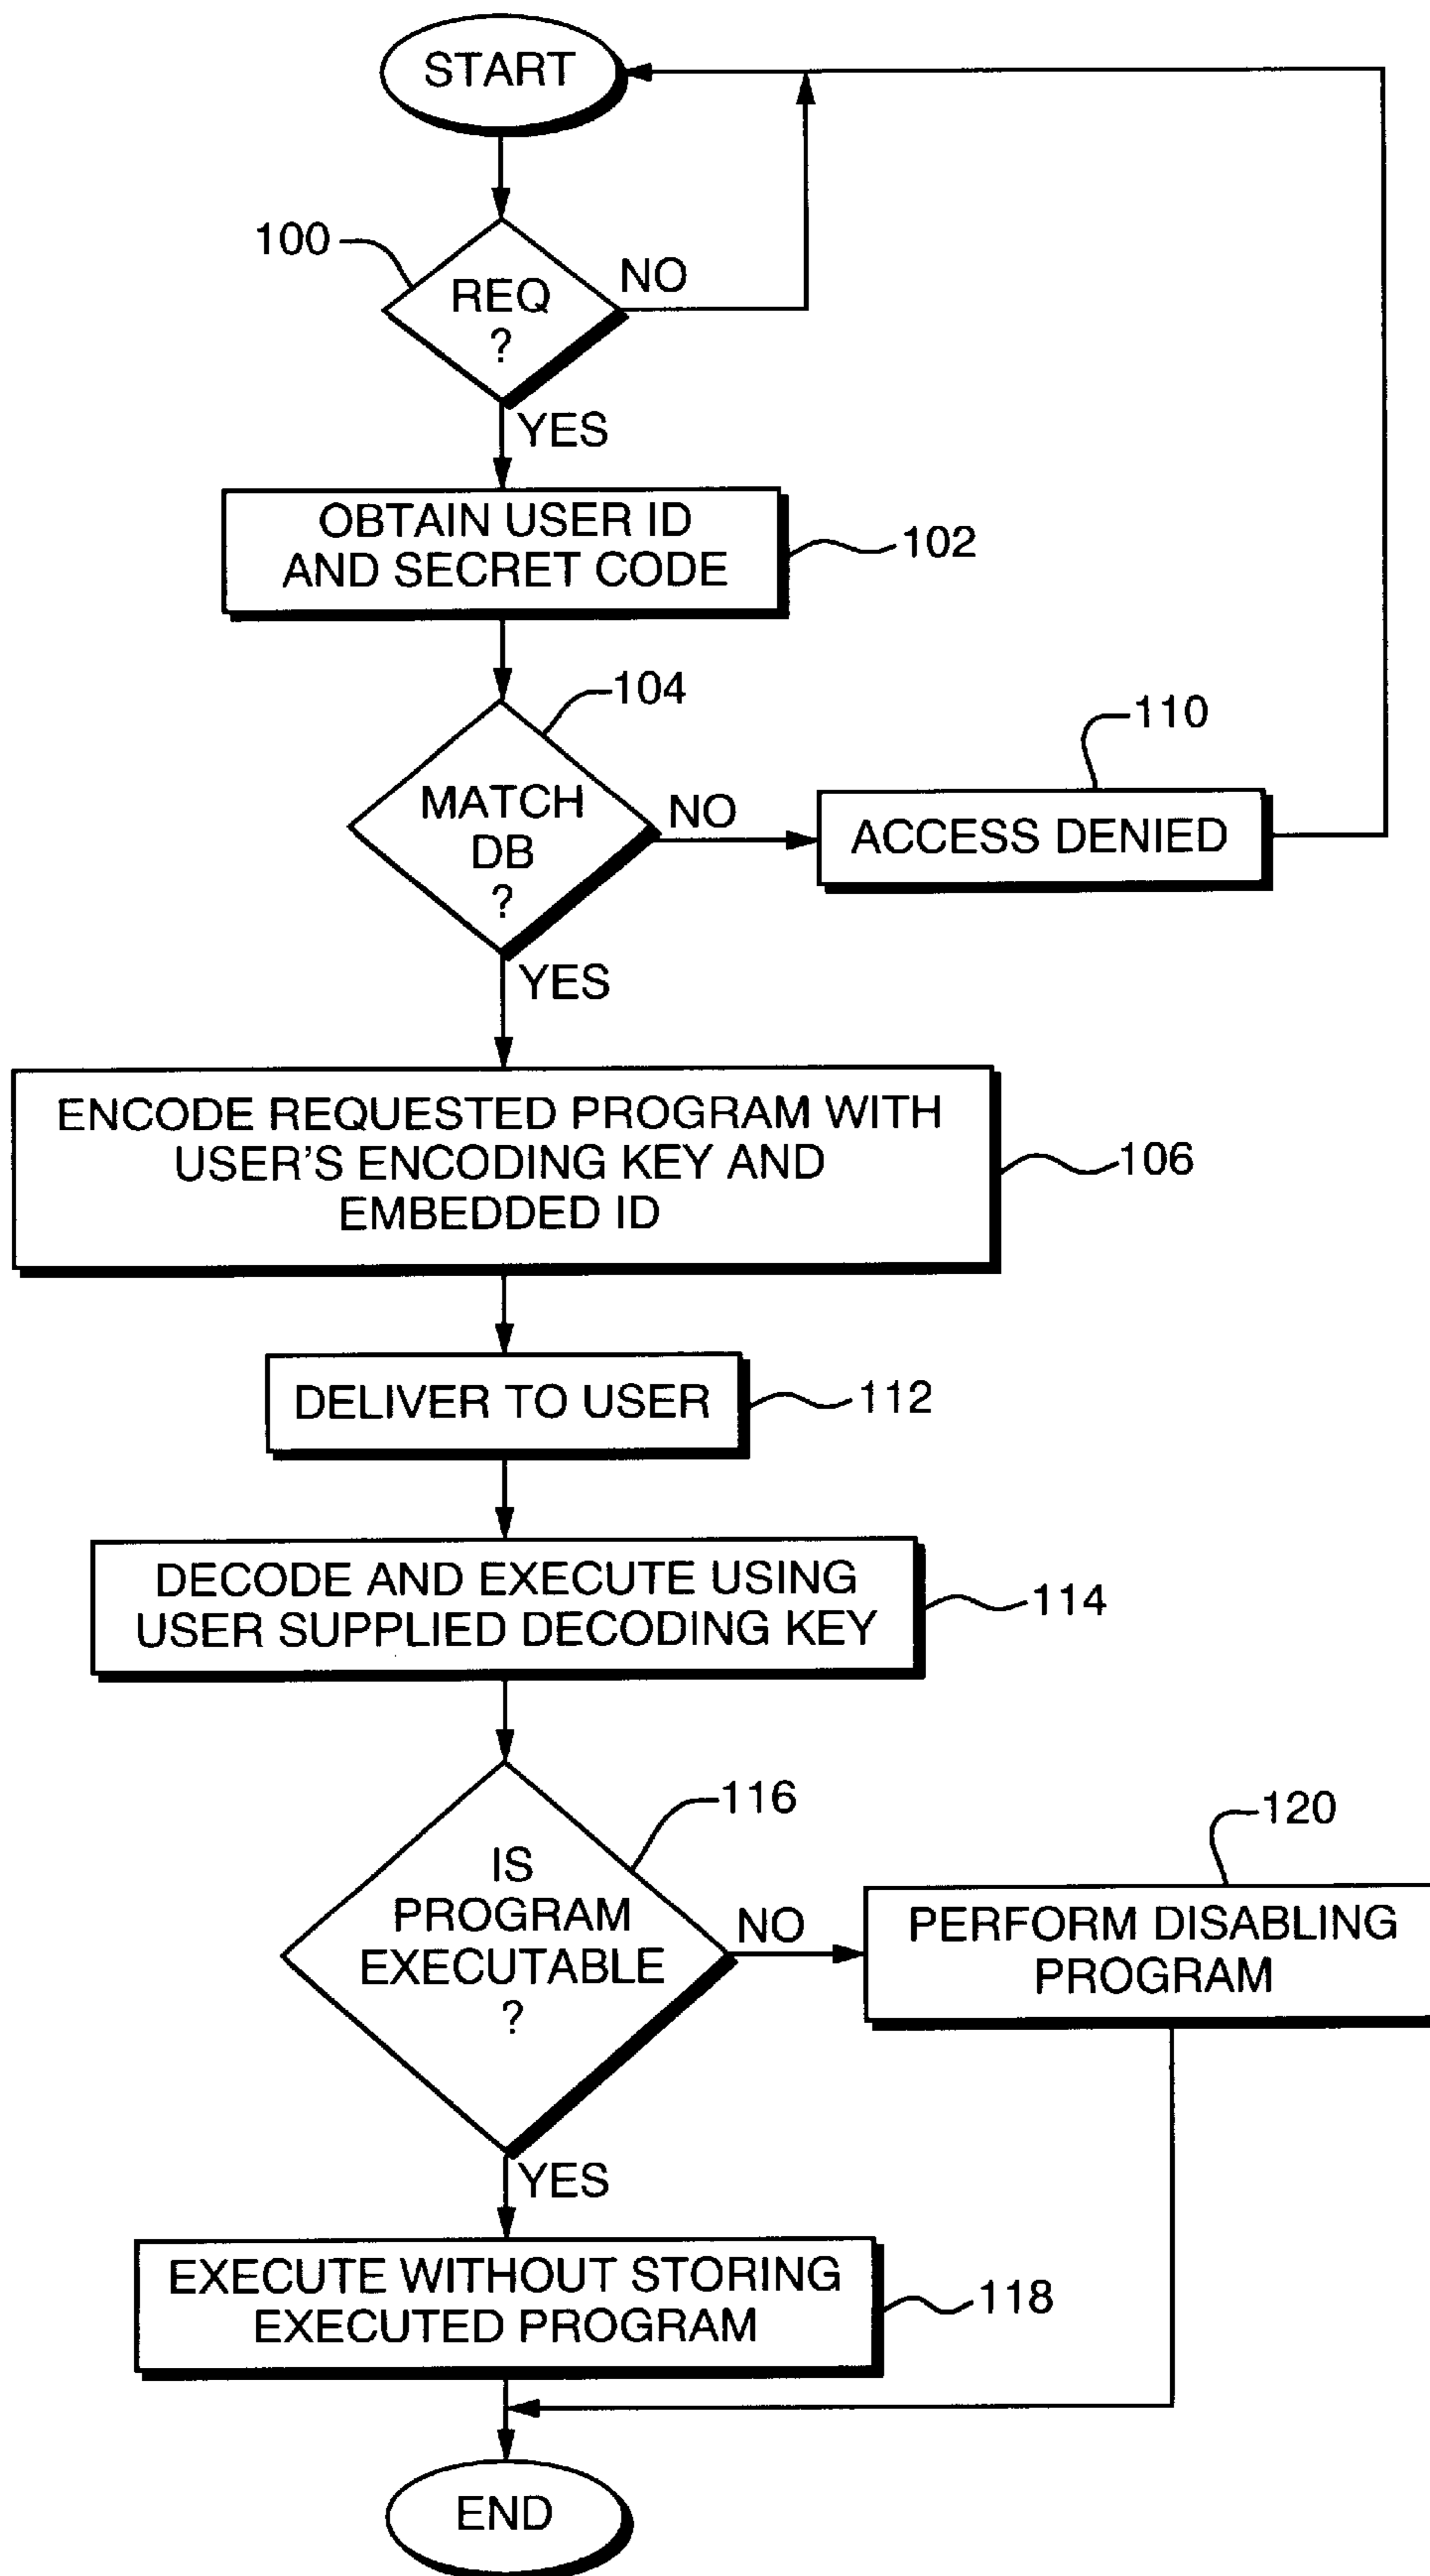 START
100
REQ
?
NO
YES
OBTAIN USER ID
AND SECRET CODE
102
104
MATCH
DB
?
NO
110
ACCESS DENIED
YES
ENCODE REQUESTED PROGRAM WITH
USER'S ENCODING KEY AND
EMBEDDED ID
106
DELIVER TO USER
112
DECODE AND EXECUTE USING
USER SUPPLIED DECODING KEY
114
116
IS
PROGRAM
EXECUTABLE
?
NO
120
PERFORM DISABLING
PROGRAM
YES
EXECUTE WITHOUT STORING
EXECUTED PROGRAM
118
END